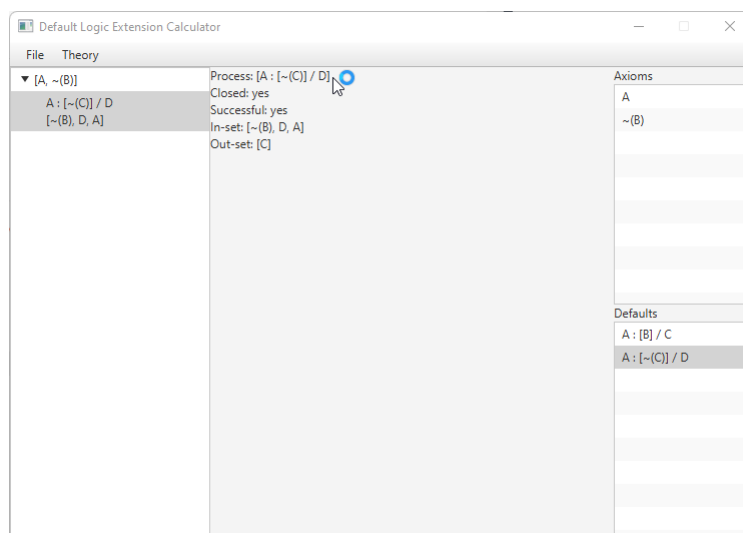 Default Logic Extension Calculator
File Theory
[A, ~(B)]
A : [~(C)] / D
[~(B), D, A]
Process: [A : [~(C)] / D]
Closed: yes
Successful: yes
In-set: [~(B), D, A]
Out-set: [C]
Axioms
A
~(B)
Defaults
A : [B] / C
A : [~(C)] / D